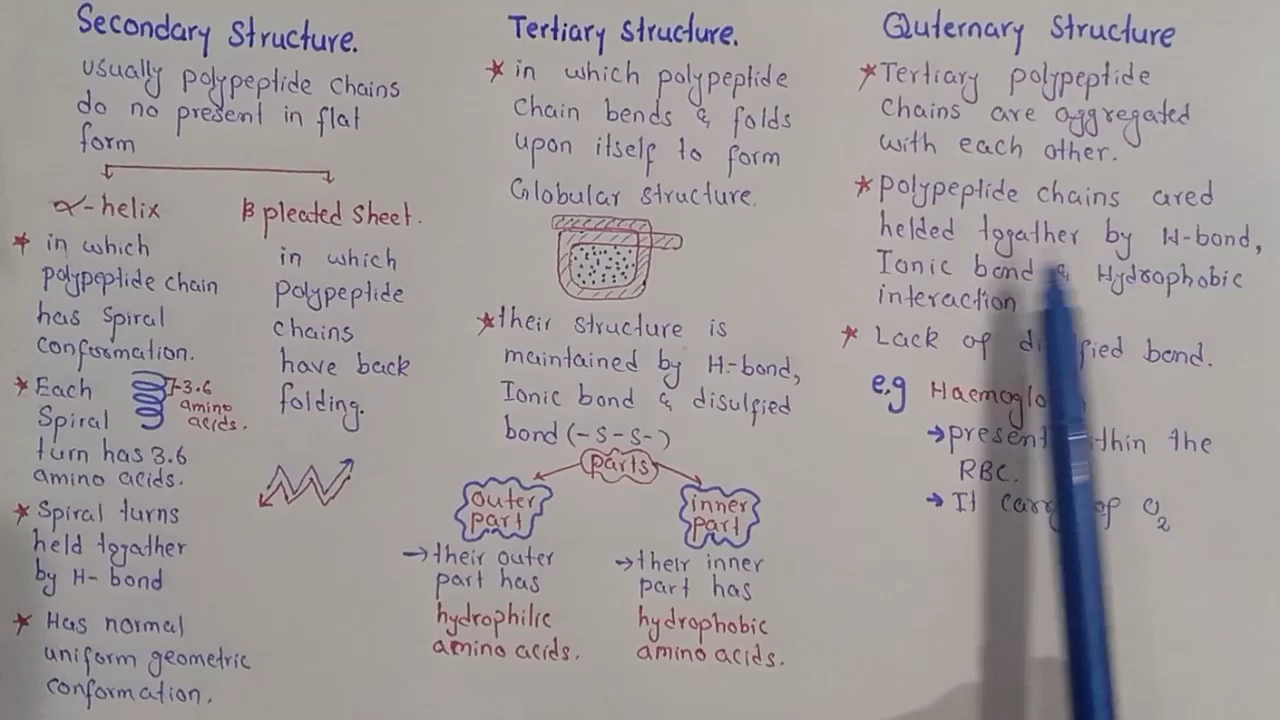 Secondary Structure.
usually polypeptide chains
do no present in flat
form
α-helix
* in which
polypeptide chain
has spiral
conformation.
* Each
Spiral
turn has 3.6
amino acids.
3.6
amino
acids.
* Spiral turns
held togather
by H-bond
* Has normal
uniform geometric
conformation.
β pleated sheet.
in which
polypeptide
chains
have back
folding.
Tertiary structure.
* in which polypeptide
chain bends & folds
upon itself to form
Globular structure.
* their structure is
maintained by H-bond,
Ionic bond & disulfied
bond (-S-S-)
parts
outer
part
→ their outer
part has
hydrophilic
amino acids.
inner
part
→ their inner
part has
hydrophobic
amino acids.
Quternary Structure
* Tertiary polypeptide
chains are aggregated
with each other.
* polypeptide chains ared
helded togather by H-bond,
Ionic bond & Hydrophobic
interaction
* Lack of bond.
e.g
→ present the
RBC.
→ It of O2